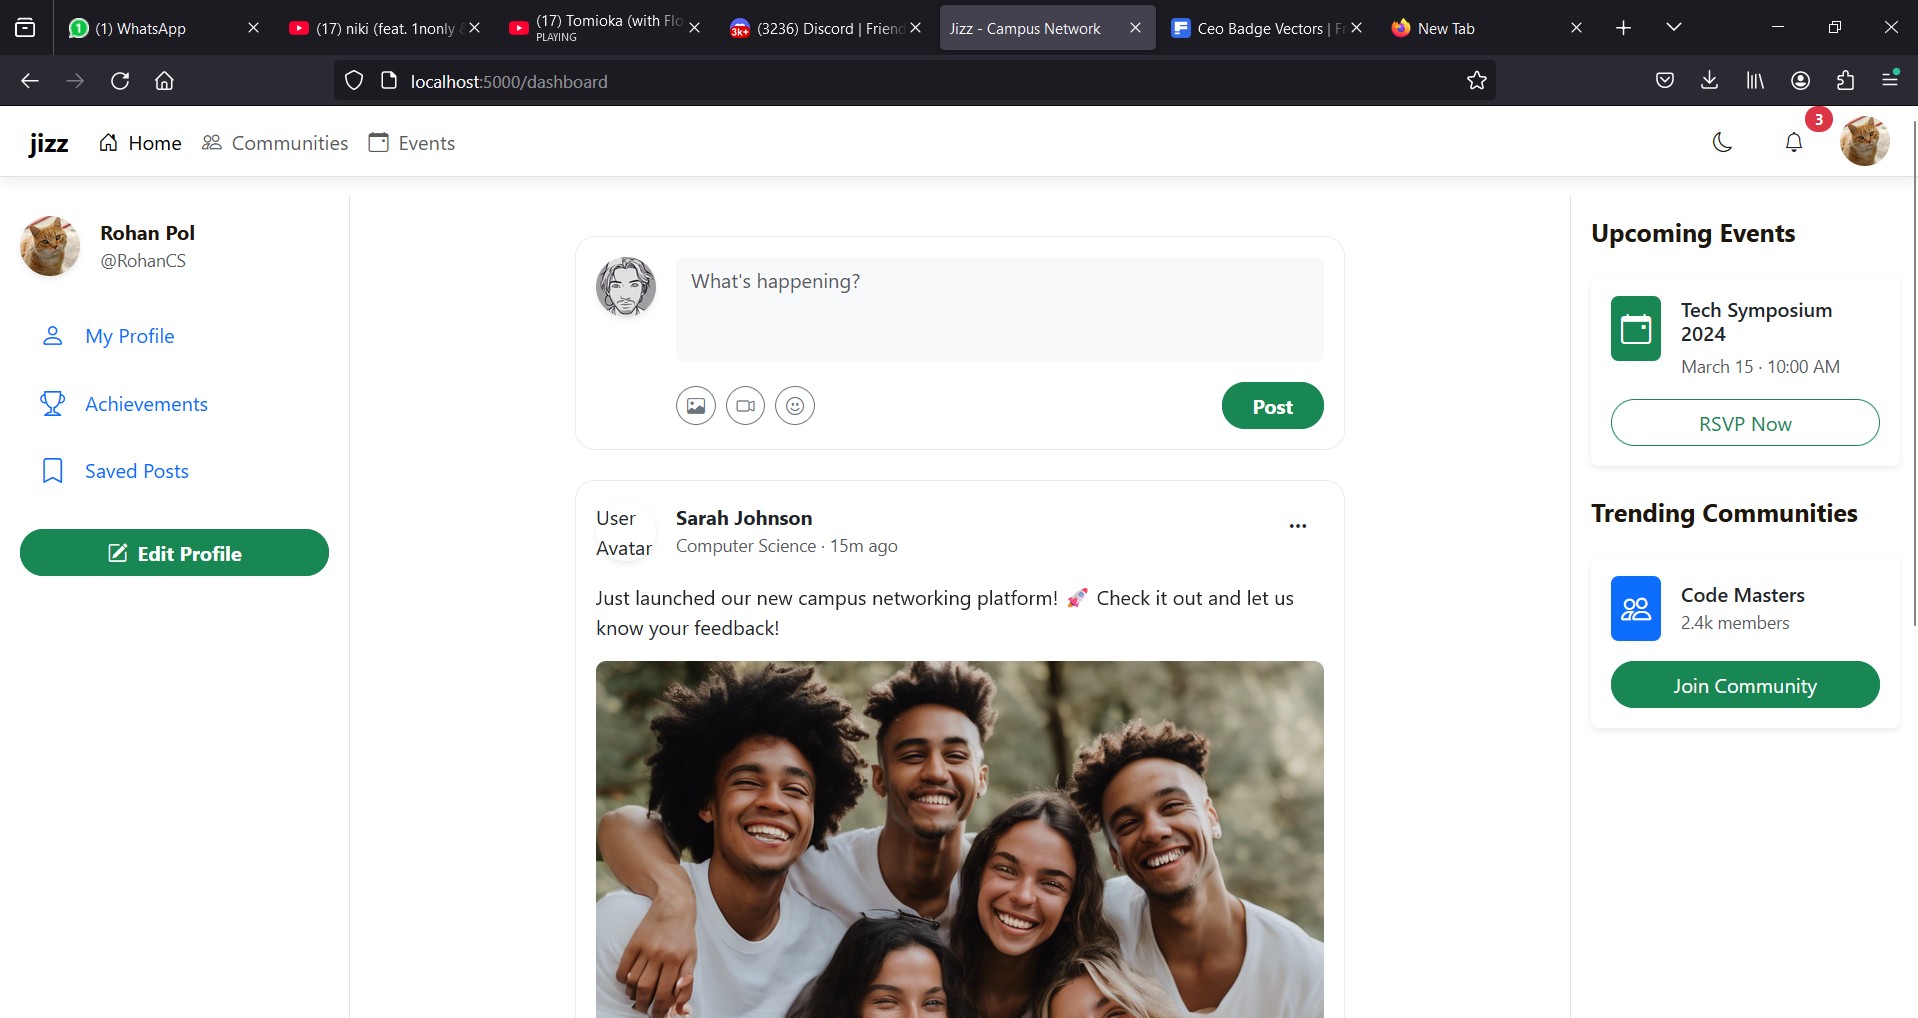 (1) WhatsApp
(17) niki (feat. 1nonly
(17) Tomioka (with Flo
PLAYING
3k+
(3236) Discord | Friend
Jizz - Campus Network
Ceo Badge Vectors | Fr
New Tab
localhost:5000/dashboard
jizz
Home
Communities
Events
3
Rohan Pol
@RohanCS
My Profile
Achievements
Saved Posts
Edit Profile
What's happening?
Post
User
Avatar
Sarah Johnson
Computer Science · 15m ago
Just launched our new campus networking platform! 🚀 Check it out and let us
know your feedback!
Upcoming Events
Tech Symposium
2024
March 15 · 10:00 AM
RSVP Now
Trending Communities
Code Masters
2.4k members
Join Community